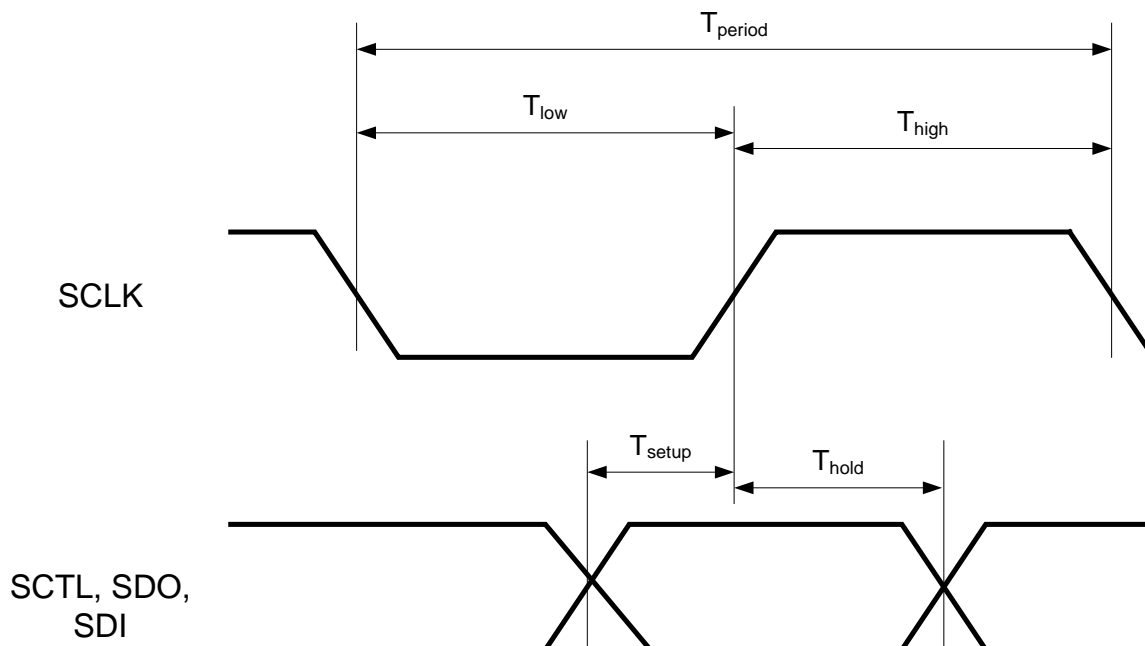 Tperiod
Tlow
Thigh
SCLK
Tsetup
Thold
SCTL, SDO,
SDI